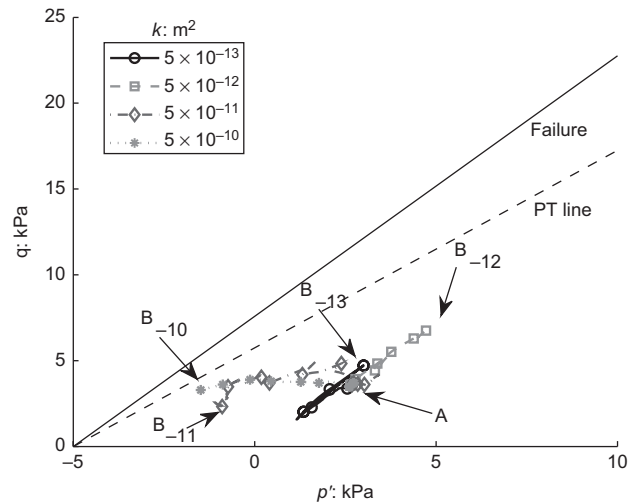 k: m²
5 × 10⁻¹³
5 × 10⁻¹²
5 × 10⁻¹¹
5 × 10⁻¹⁰
25
20
15
10
5
0
q: kPa
Failure
PT line
B₋₁₂
B₋₁₃
B₋₁₀
B₋₁₁
A
–5
0
5
10
p′: kPa